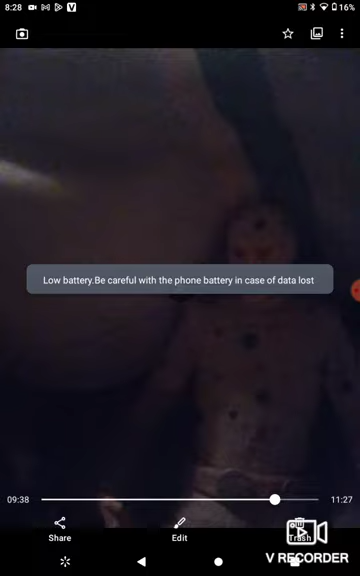 8:28
16%
Low battery.Be careful with the phone battery in case of data lost
09:38
11:27
Share
Edit
Trash
V RECORDER